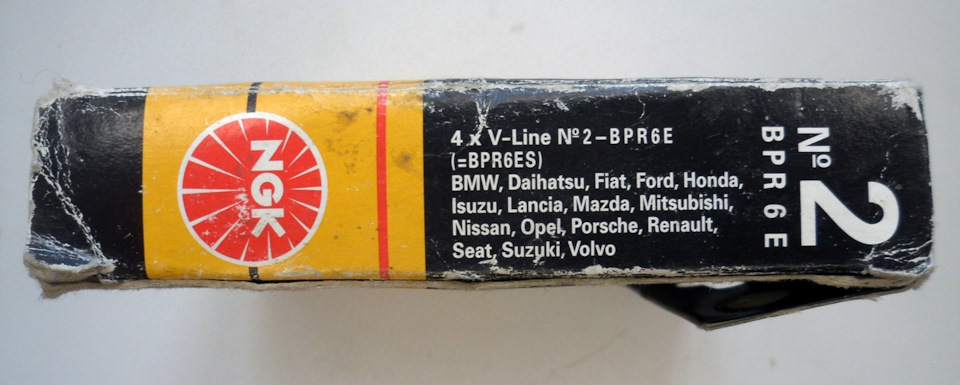 NGK
4 x V-Line Nº2-BPR6E
(=BPR6ES)
BMW, Daihatsu, Fiat, Ford, Honda,
Isuzu, Lancia, Mazda, Mitsubishi,
Nissan, Opel, Porsche, Renault,
Seat, Suzuki, Volvo
Nº 2
BPR6E